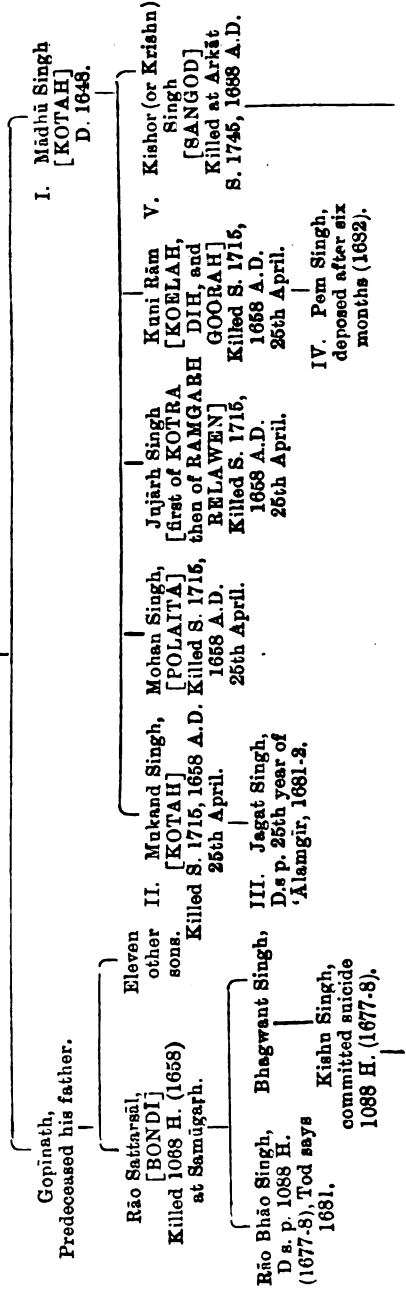 Gopīnāth,
Predeceased his father.
I. Mādhū Singh
[KOTAH]
D. 1648.
Rāo Sattarsāl,
[BONDĪ]
Killed 1068 H. (1658)
at Samūgarh.
Eleven
other
sons.
II. Mukand Singh,
[KOTAH]
Killed S. 1715, 1658 A.D.
25th April.
Mohan Singh,
[POLAITA]
Killed S. 1715,
1658 A.D.
25th April.
Jujārh Singh
[first of KOTRA
then of RAMGARH
RELAWEN]
Killed S. 1715,
1658 A.D.
25th April.
Kuni Rām
[KOELAH,
DIH, and
GOORAH]
Killed S. 1715,
1658 A.D.
25th April.
V. Kishor (or Krishn)
Singh
[SANGOD]
Killed at Arkāt
S. 1745, 1688 A.D.
Rāo Bhāo Singh,
D s. p. 1088 H.
(1677-8), Tod says
1681.
Bhagwant Singh,
Kishn Singh,
committed suicide
1088 H. (1677-8).
III. Jagat Singh,
D.s p. 25th year of
‘Ālamgīr, 1681-2.
IV. Pem Singh,
deposed after six
months (1682).